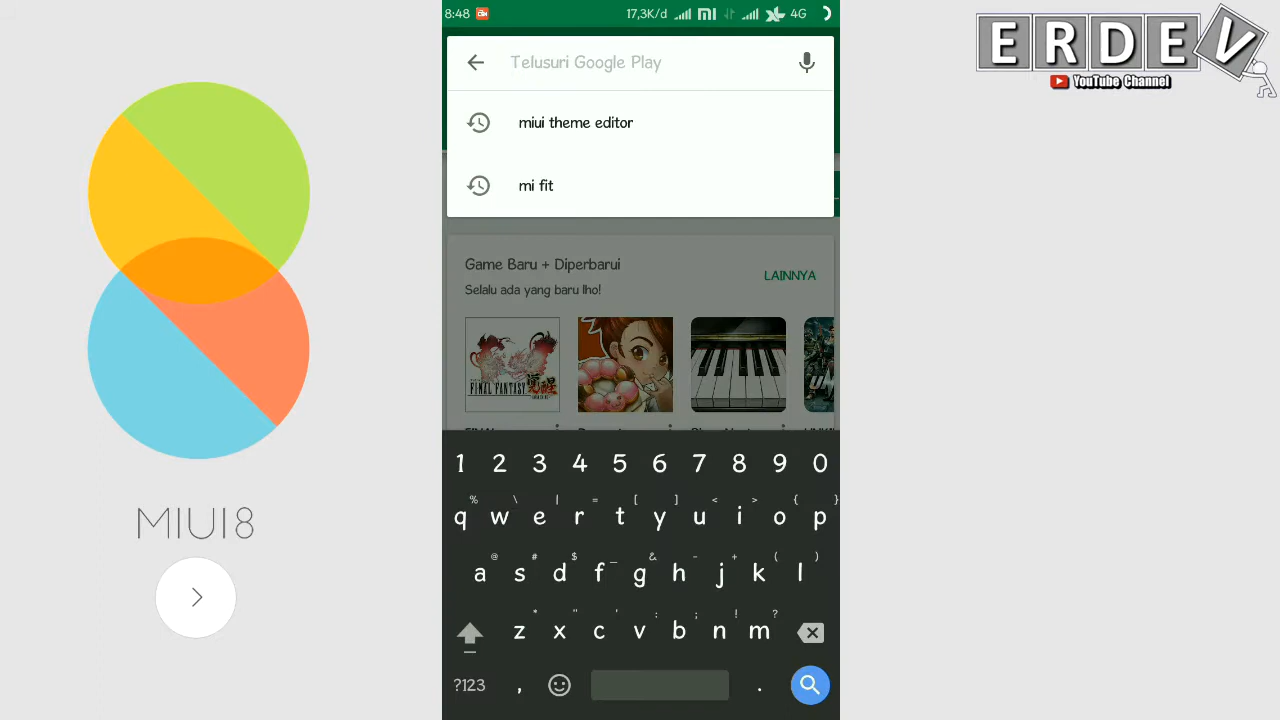 8:48
17,3K/d
4G
Telusuri Google Play
miui theme editor
mi fit
Game Baru + Diperbarui
Selalu ada yang baru lho!
LAINNYA
FINAL FANTASY
1 2 3 4 5 6 7 8 9 0
% \ | = [ ] < > { }
q w e r t y u i o p
@ # $ _ & - + ( )
a s d f g h j k l
* " ' : ; ! ?
z x c v b n m
?123 , .
MIUI8
ERDEV
YouTube Channel